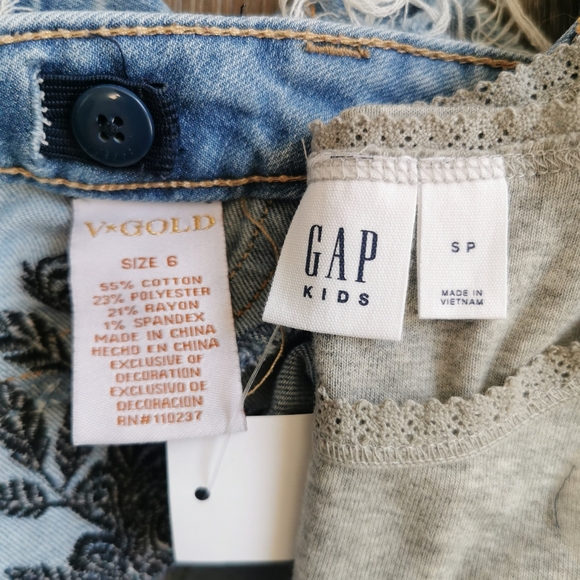 V★GOLD
SIZE 6
55% COTTON
23% POLYESTER
21% RAYON
1% SPANDEX
MADE IN CHINA
HECHO EN CHINA
EXCLUSIVE OF
DECORATION
EXCLUSIVO DE
DECORACION
RN#110237
GAP
KIDS
S P
MADE IN
VIETNAM